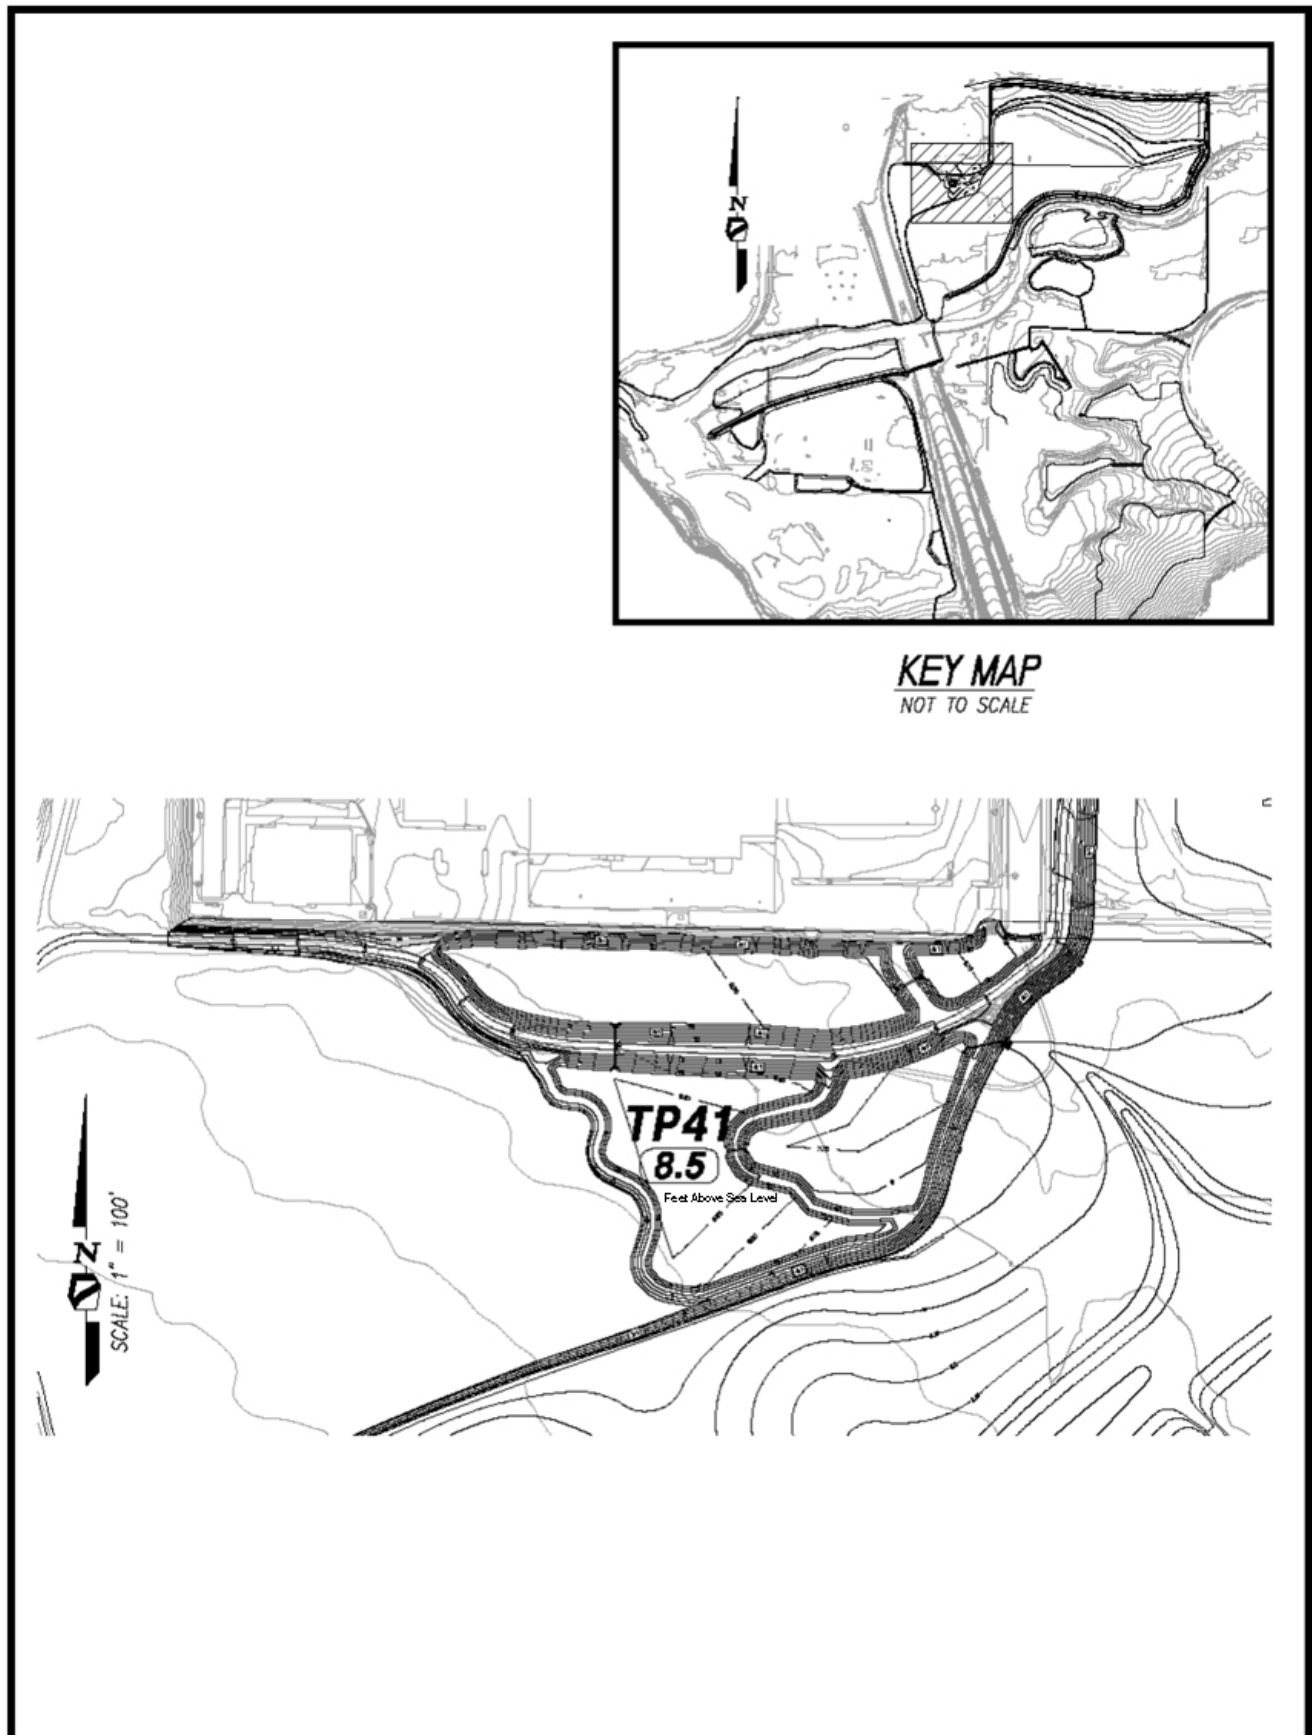 N
KEY MAP
NOT TO SCALE
TP41
8.5
Feet Above Sea Level
N
SCALE: 1" = 100'